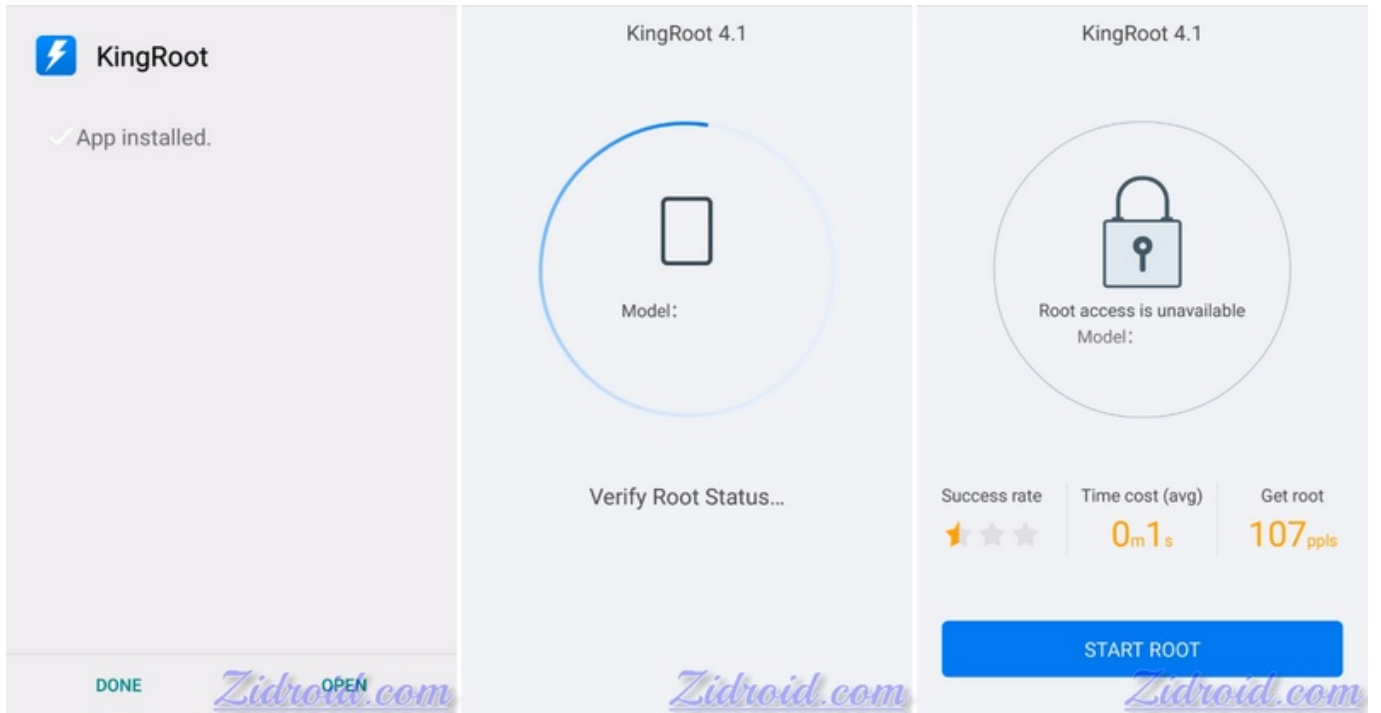 KingRoot
App installed.
DONE
OPEN
Zidroid.com
KingRoot 4.1
Model:
Verify Root Status...
Zidroid.com
KingRoot 4.1
Root access is unavailable
Model:
Success rate
Time cost (avg)
Get root
0m1s
107ppls
START ROOT
Zidroid.com